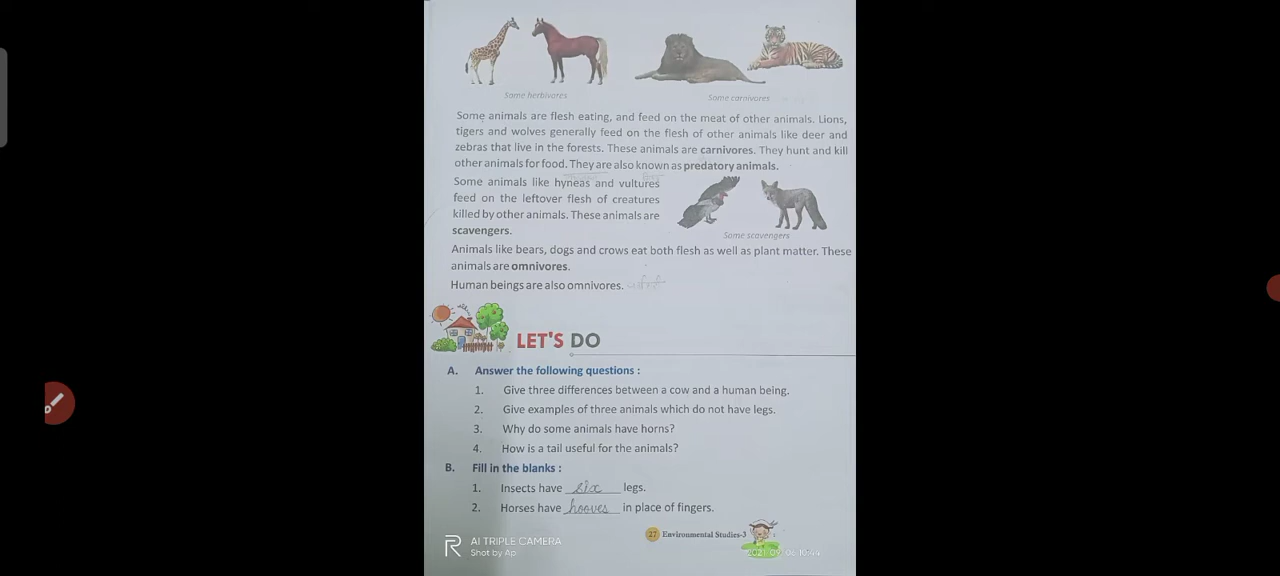 Some herbivores
Some carnivores
Some animals are flesh eating, and feed on the meat of other animals. Lions,
tigers and wolves generally feed on the flesh of other animals like deer and
zebras that live in the forests. These animals are carnivores. They hunt and kill
other animals for food. They are also known as predatory animals.
Some animals like hyneas and vultures
feed on the leftover flesh of creatures
killed by other animals. These animals are
scavengers.
Some scavengers
Animals like bears, dogs and crows eat both flesh as well as plant matter. These
animals are omnivores.
Human beings are also omnivores.
LET'S DO
A. Answer the following questions :
1. Give three differences between a cow and a human being.
2. Give examples of three animals which do not have legs.
3. Why do some animals have horns?
4. How is a tail useful for the animals?
B. Fill in the blanks :
1. Insects have six legs.
2. Horses have hooves in place of fingers.
27 Environmental Studies-3
AI TRIPLE CAMERA
Shot by Ap
2021-09-06 10:44